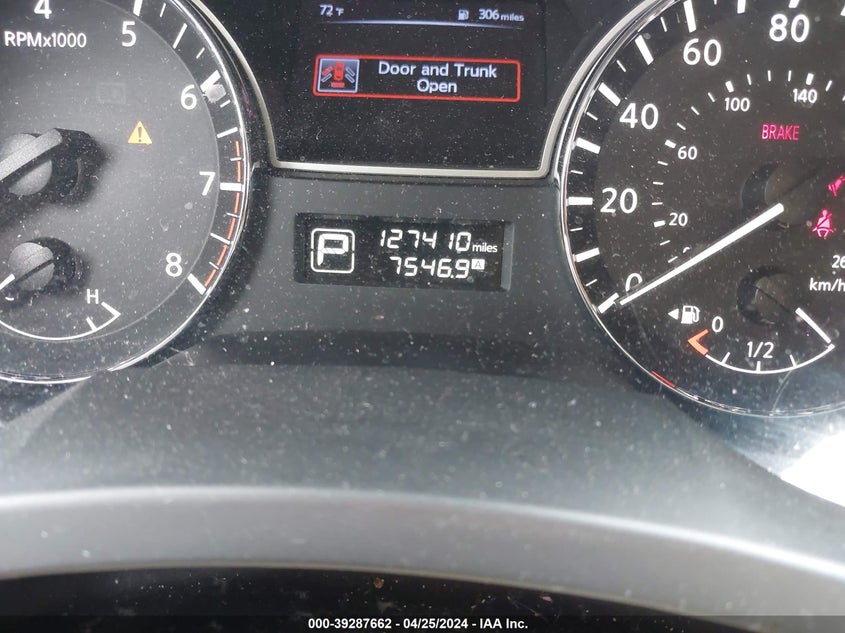 72 °F 306 miles
Door and Trunk
Open
4
5
6
7
8
RPMx1000
H
P 127410 miles
7546.9 A
0
20
40
60
80
20
60
100
140
26
km/h
BRAKE
0
1/2
000-39287662 - 04/25/2024 - IAA Inc.